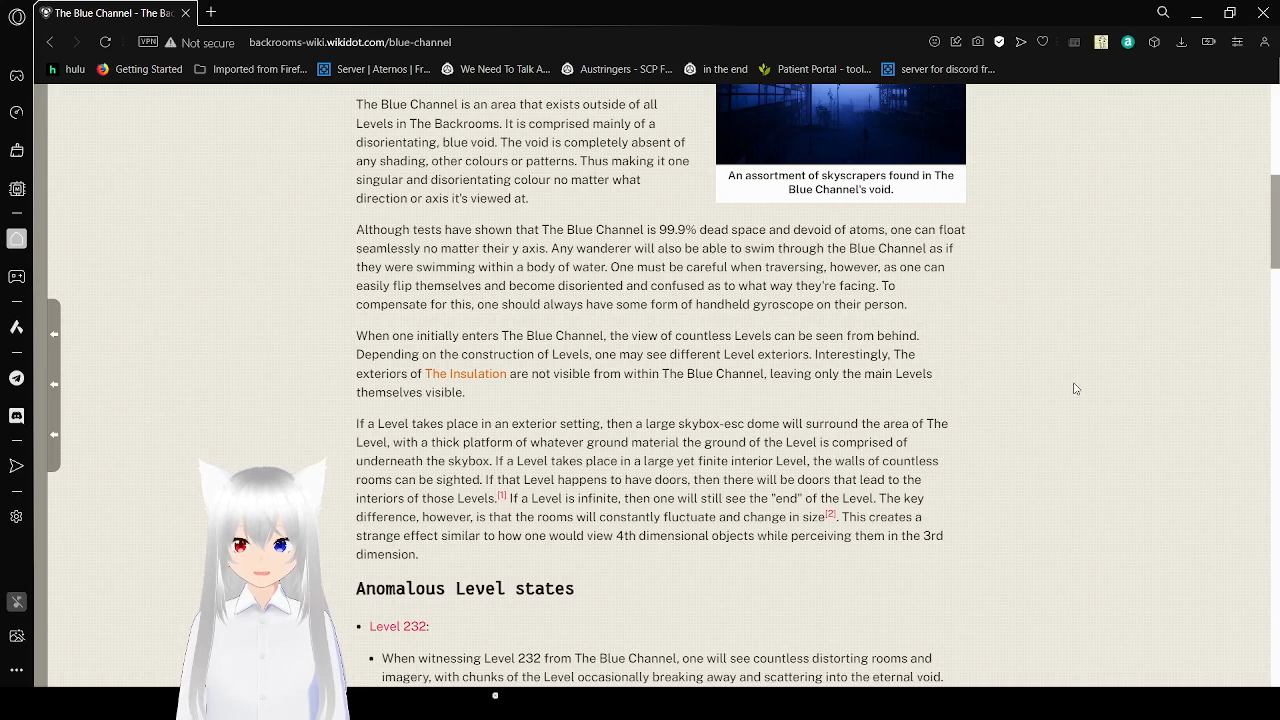 The Blue Channel - The Bac
VPN
Not secure
backrooms-wiki.wikidot.com/blue-channel
hulu
Getting Started
Imported from Firef...
Server | Aternos | Fr...
We Need To Talk A...
Austringers - SCP F...
in the end
Patient Portal - tool...
server for discord fr...
The Blue Channel is an area that exists outside of all
Levels in The Backrooms. It is comprised mainly of a
disorientating, blue void. The void is completely absent of
any shading, other colours or patterns. Thus making it one
singular and disorientating colour no matter what
direction or axis it's viewed at.
An assortment of skyscrapers found in The
Blue Channel's void.
Although tests have shown that The Blue Channel is 99.9% dead space and devoid of atoms, one can float
seamlessly no matter their y axis. Any wanderer will also be able to swim through the Blue Channel as if
they were swimming within a body of water. One must be careful when traversing, however, as one can
easily flip themselves and become disoriented and confused as to what way they're facing. To
compensate for this, one should always have some form of handheld gyroscope on their person.
When one initially enters The Blue Channel, the view of countless Levels can be seen from behind.
Depending on the construction of Levels, one may see different Level exteriors. Interestingly, The
exteriors of The Insulation are not visible from within The Blue Channel, leaving only the main Levels
themselves visible.
If a Level takes place in an exterior setting, then a large skybox-esc dome will surround the area of The
Level, with a thick platform of whatever ground material the ground of the Level is comprised of
underneath the skybox. If a Level takes place in a large yet finite interior Level, the walls of countless
rooms can be sighted. If that Level happens to have doors, then there will be doors that lead to the
interiors of those Levels.[1] If a Level is infinite, then one will still see the "end" of the Level. The key
difference, however, is that the rooms will constantly fluctuate and change in size[2]. This creates a
strange effect similar to how one would view 4th dimensional objects while perceiving them in the 3rd
dimension.
Anomalous Level states
• Level 232:
• When witnessing Level 232 from The Blue Channel, one will see countless distorting rooms and
imagery, with chunks of the Level occasionally breaking away and scattering into the eternal void.